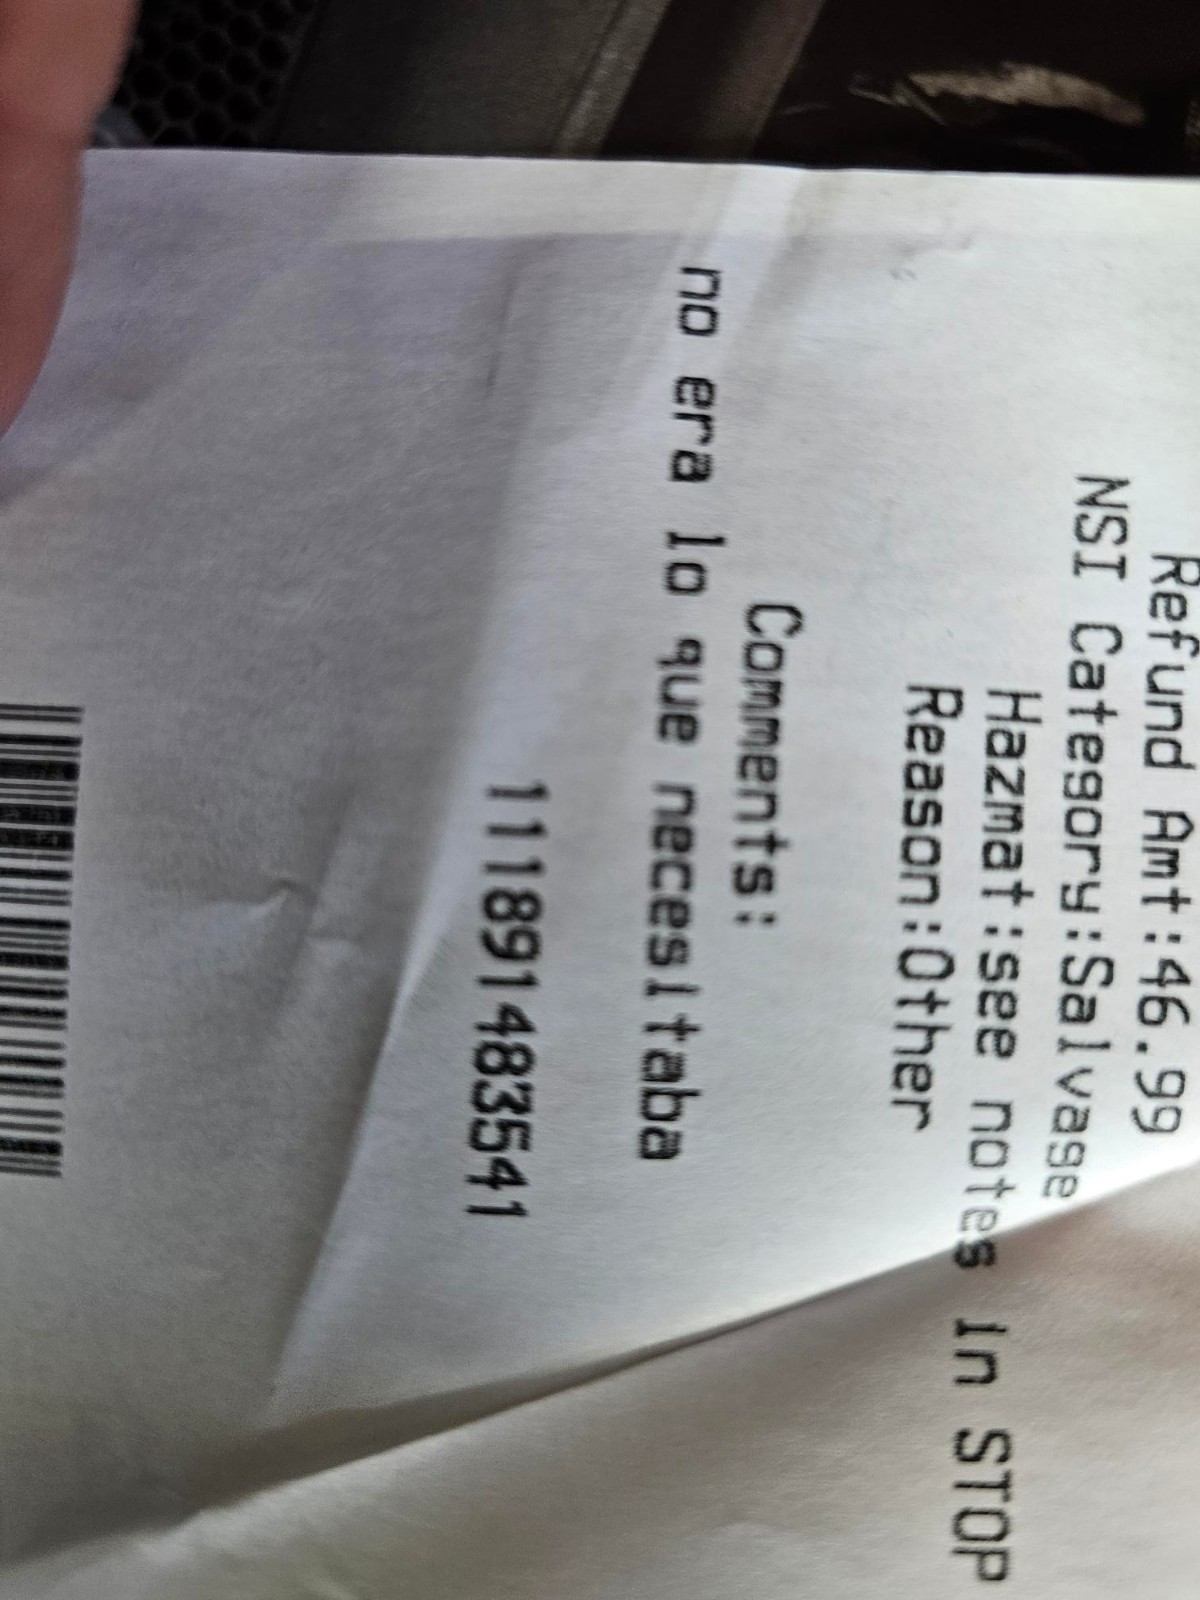 Refund Amt:46.99
NSI Category:Salvage
Hazmat:see notes in STOP
Reason:Other
Comments:
no era lo que necesitaba
111891483541